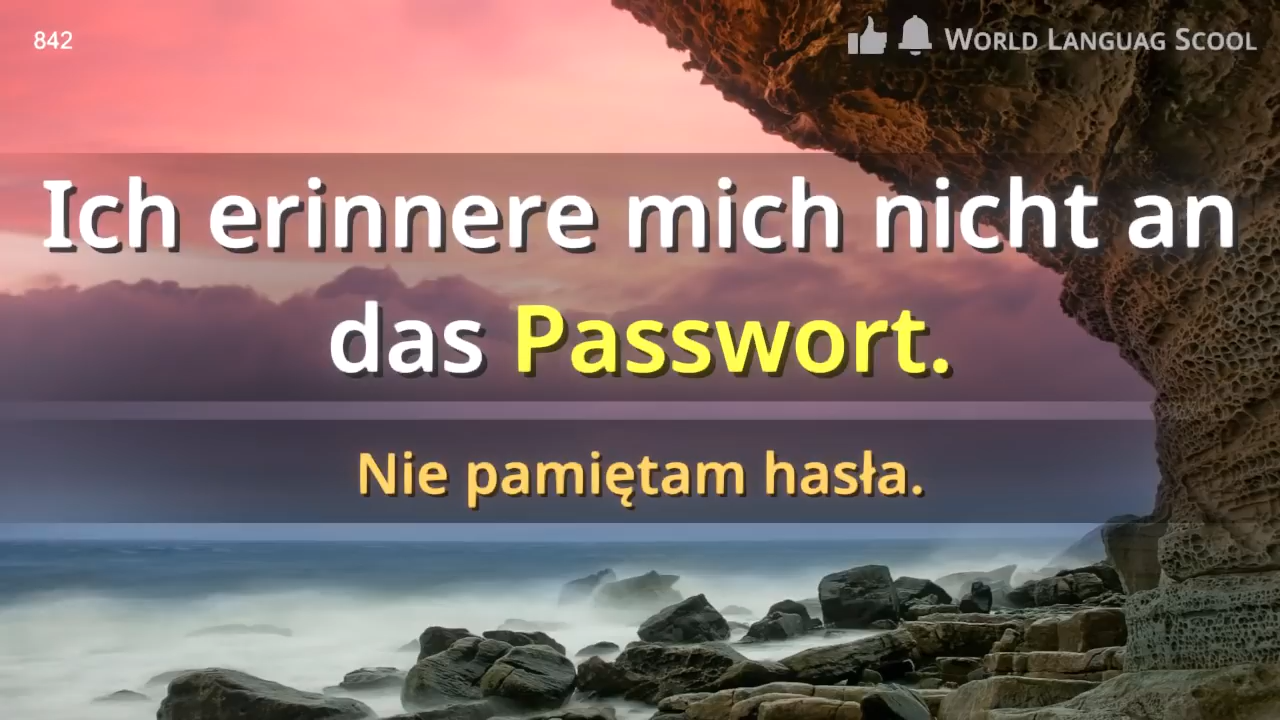 842
World Languag Scool
Ich erinnere mich nicht an
das Passwort.
Nie pamiętam hasła.